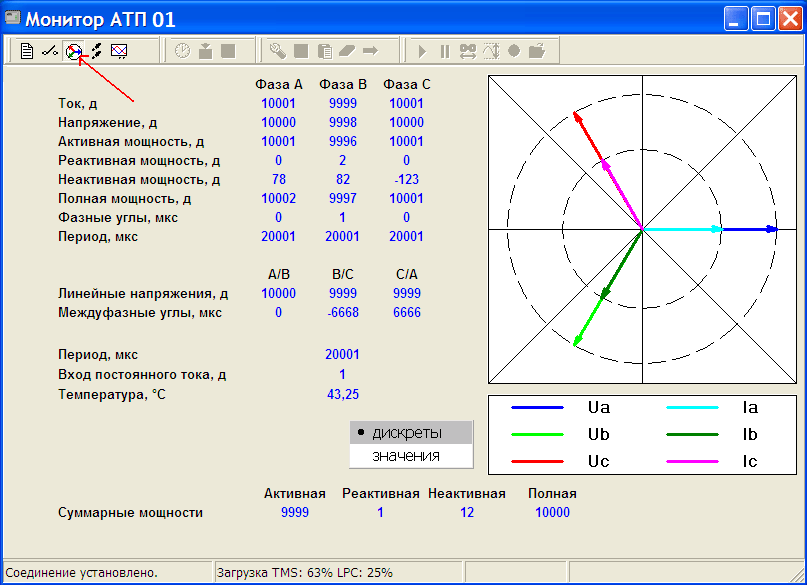 Монитор АТП 01
Фаза А Фаза В Фаза С
Ток, д 10001 9999 10001
Напряжение, д 10000 9998 10000
Активная мощность, д 10001 9996 10001
Реактивная мощность, д 0 2 0
Неактивная мощность, д 78 82 -123
Полная мощность, д 10002 9997 10001
Фазные углы, мкс 0 1 0
Период, мкс 20001 20001 20001
А/В В/С С/А
Линейные напряжения, д 10000 9999 9999
Междуфазные углы, мкс 0 -6668 6666
Период, мкс 20001
Вход постоянного тока, д 1
Температура, °С 43,25
дискреты
значения
Ua Ia
Ub Ib
Uc Ic
Активная Реактивная Неактивная Полная
Суммарные мощности 9999 1 12 10000
Соединение установлено. Загрузка TMS: 63% LPC: 25%